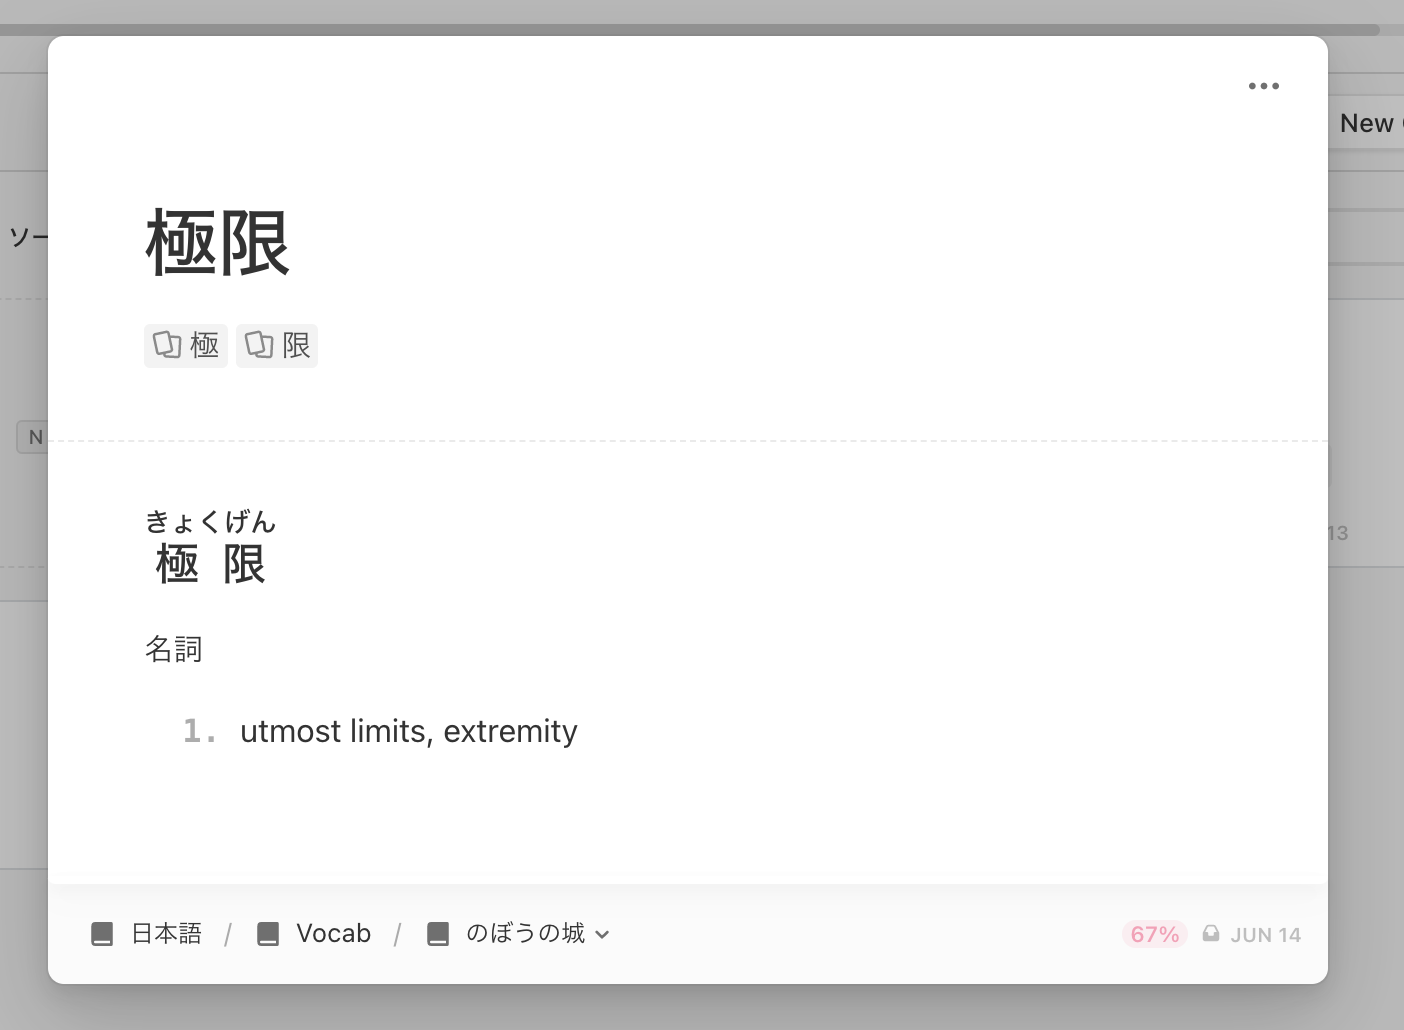 New
極限
ソー
極 限
N
きょくげん
極限
13
名詞
1. utmost limits, extremity
日本語 / Vocab / のぼうの城
67% JUN 14